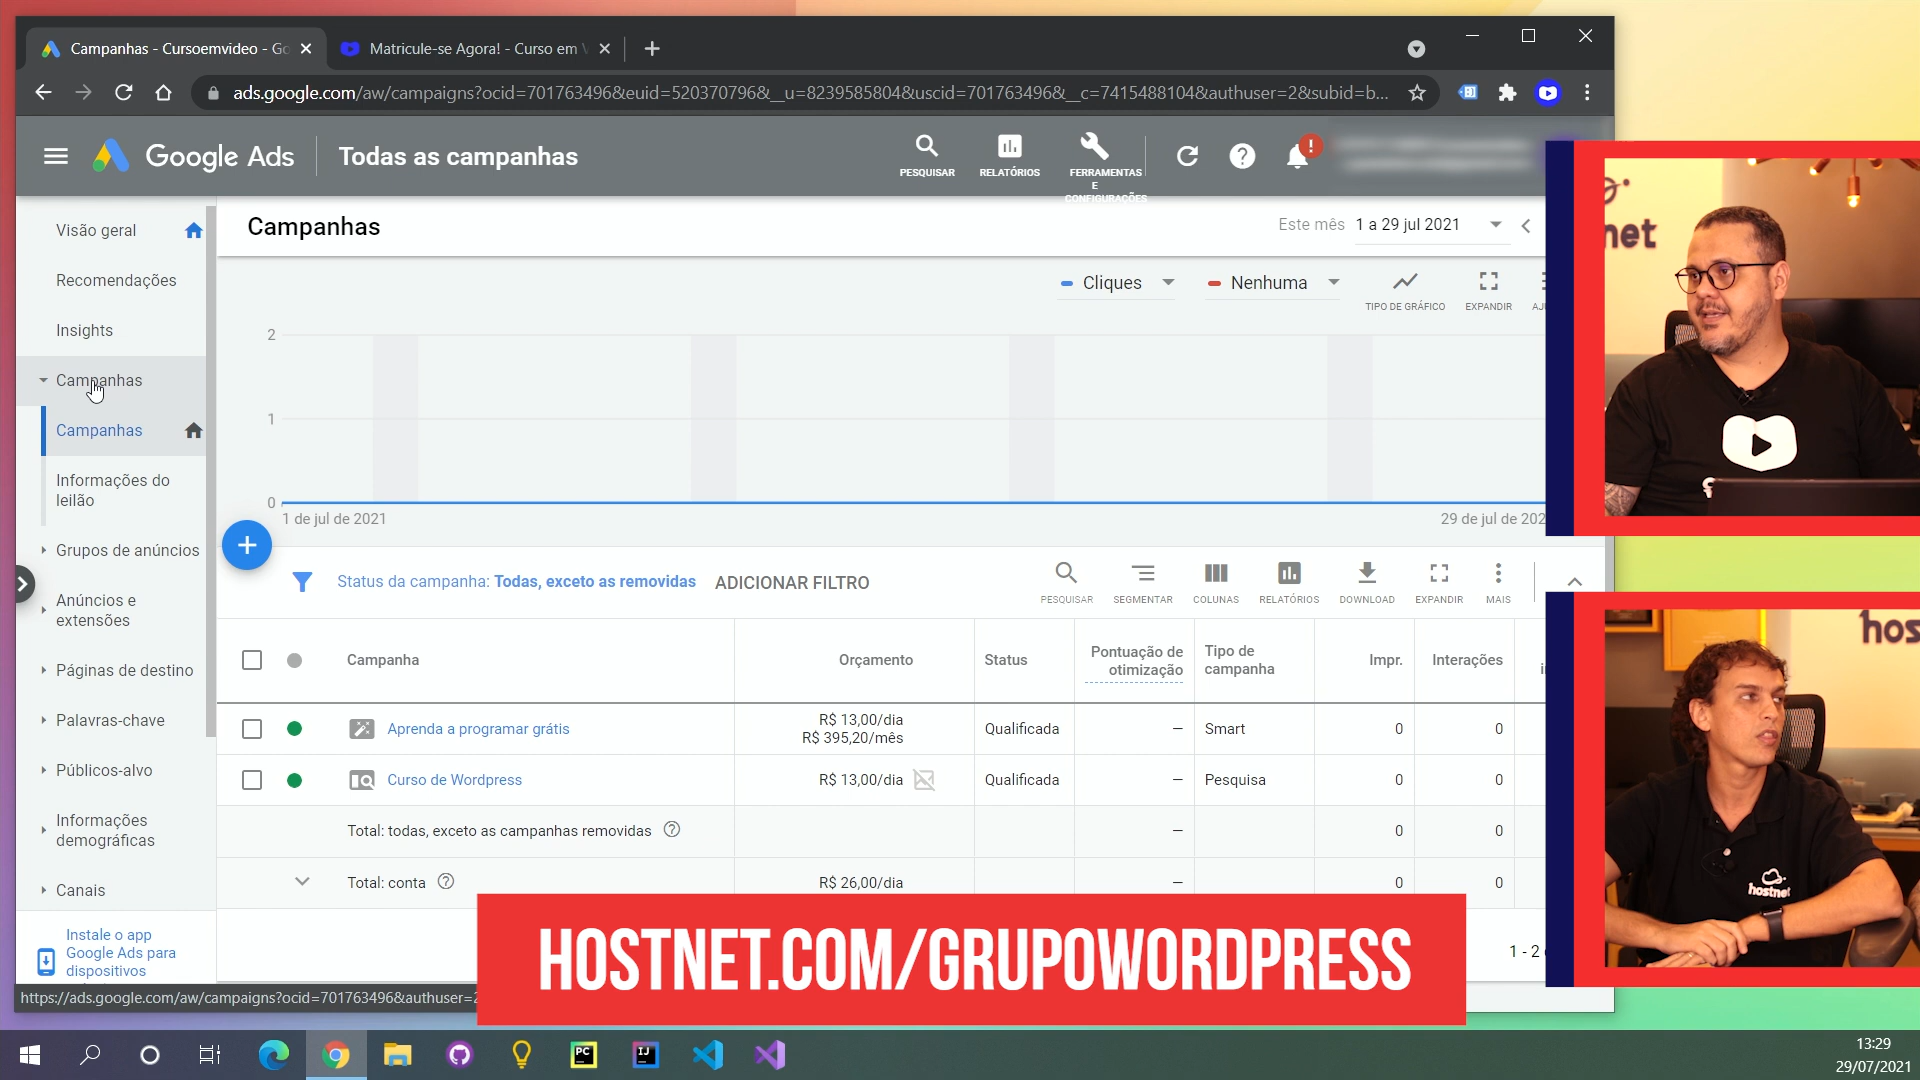 Campanhas - Cursoemvideo - Go
Matricule-se Agora! - Curso em V
ads.google.com/aw/campaigns?ocid=701763496&euid=520370796&__u=8239585804&uscid=701763496&__c=7415488104&authuser=2&subid=b...
Google Ads
Todas as campanhas
PESQUISAR
RELATÓRIOS
FERRAMENTAS
E
CONFIGURAÇÕES
!
Visão geral
Recomendações
Insights
Campanhas
Campanhas
Informações do
leilão
Grupos de anúncios
Anúncios e
extensões
Páginas de destino
Palavras-chave
Públicos-alvo
Informações
demográficas
Canais
Instale o app
Google Ads para
dispositivos
Campanhas
Este mês 1 a 29 jul 2021
Cliques
Nenhuma
TIPO DE GRÁFICO
EXPANDIR
AJ
2
1
0
1 de jul de 2021
29 de jul de 202
Status da campanha: Todas, exceto as removidas
ADICIONAR FILTRO
PESQUISAR
SEGMENTAR
COLUNAS
RELATÓRIOS
DOWNLOAD
EXPANDIR
MAIS
Campanha
Orçamento
Status
Pontuação de
otimização
Tipo de
campanha
Impr.
Interações
Aprenda a programar grátis
R$ 13,00/dia
R$ 395,20/mês
Qualificada
—
Smart
0
0
Curso de Wordpress
R$ 13,00/dia
Qualificada
—
Pesquisa
0
0
Total: todas, exceto as campanhas removidas
—
0
0
Total: conta
R$ 26,00/dia
—
0
0
1 - 2
HOSTNET.COM/GRUPOWORDPRESS
https://ads.google.com/aw/campaigns?ocid=701763496&authuser=2
net
hos
hostnet
PC
IJ
13:29
29/07/2021